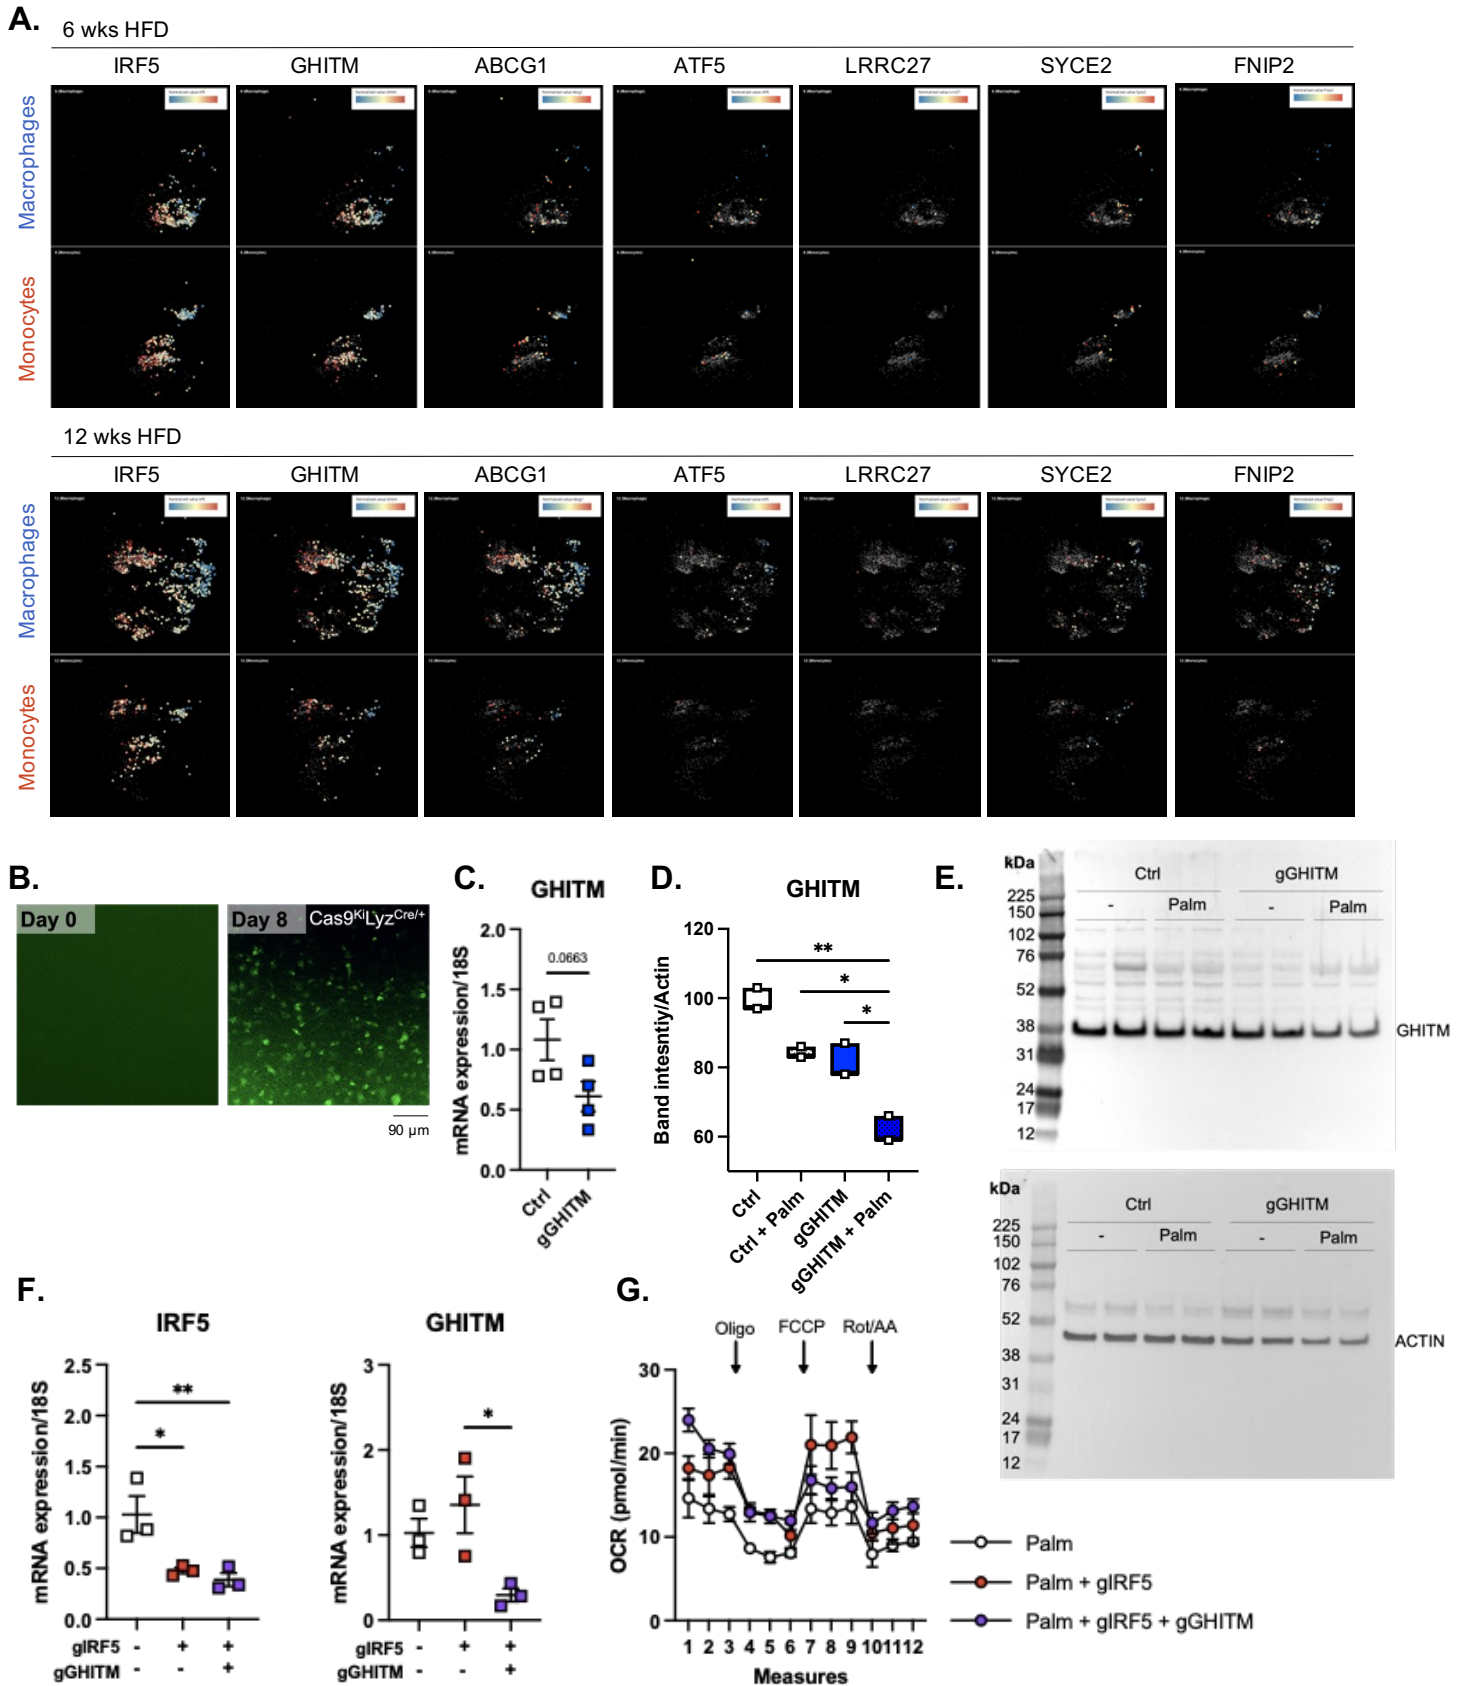 A.
6 wks HFD
IRF5 GHITM ABCG1 ATF5 LRRC27 SYCE2 FNIP2
Macrophages
Monocytes
12 wks HFD
IRF5 GHITM ABCG1 ATF5 LRRC27 SYCE2 FNIP2
Macrophages
Monocytes
B.
Day 0
Day 8 Cas9KiLyzCre/+
90 µm
C.
GHITM
mRNA expression/18S
2.0
1.5
1.0
0.5
0.0
0.0663
Ctrl
gGHITM
D.
GHITM
Band intesntiy/Actin
120
100
80
60
**
*
*
Ctrl
Ctrl + Palm
gGHITM
gGHITM + Palm
E.
kDa
Ctrl gGHITM
- Palm - Palm
225
150
102
76
52
38
31
24
17
12
GHITM
kDa
Ctrl gGHITM
- Palm - Palm
225
150
102
76
52
38
31
24
17
12
ACTIN
F.
IRF5
mRNA expression/18S
2.5
2.0
1.5
1.0
0.5
0.0
**
*
gIRF5 - + +
gGHITM - - +
GHITM
mRNA expression/18S
3
2
1
0
*
gIRF5 - + +
gGHITM - - +
G.
Oligo FCCP Rot/AA
OCR (pmol/min)
30
20
10
0
1 2 3 4 5 6 7 8 9 10 11 12
Measures
Palm
Palm + gIRF5
Palm + gIRF5 + gGHITM